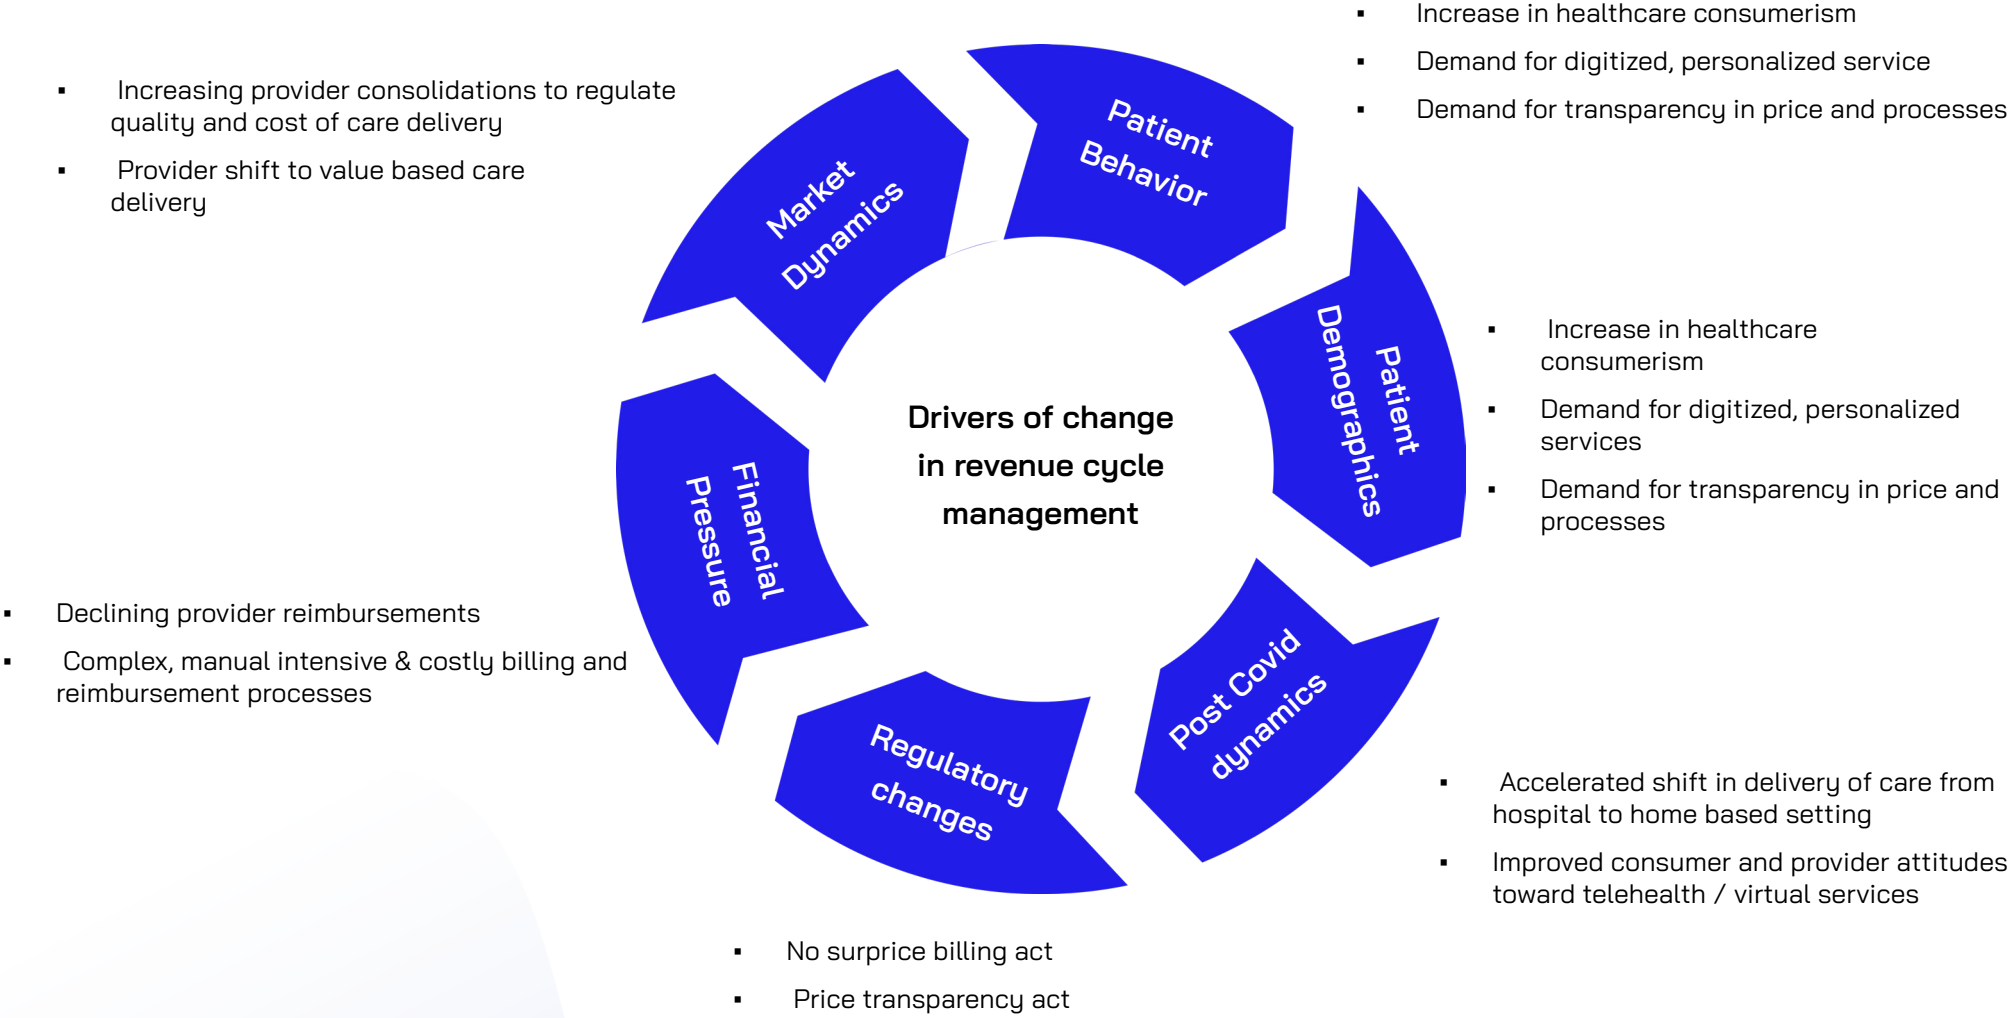 ▪ Increase in healthcare consumerism
▪ Demand for digitized, personalized service
▪ Demand for transparency in price and processes
▪ Increasing provider consolidations to regulate
quality and cost of care delivery
▪ Provider shift to value based care
delivery
Patient
Behavior
Market
Dynamics
Patient
Demographics
▪ Increase in healthcare
consumerism
▪ Demand for digitized, personalized
services
▪ Demand for transparency in price and
processes
Drivers of change
in revenue cycle
management
Financial
Pressure
▪ Declining provider reimbursements
▪ Complex, manual intensive & costly billing and
reimbursement processes
Post Covid
dynamics
Regulatory
changes
▪ Accelerated shift in delivery of care from
hospital to home based setting
▪ Improved consumer and provider attitudes
toward telehealth / virtual services
▪ No surprice billing act
▪ Price transparency act